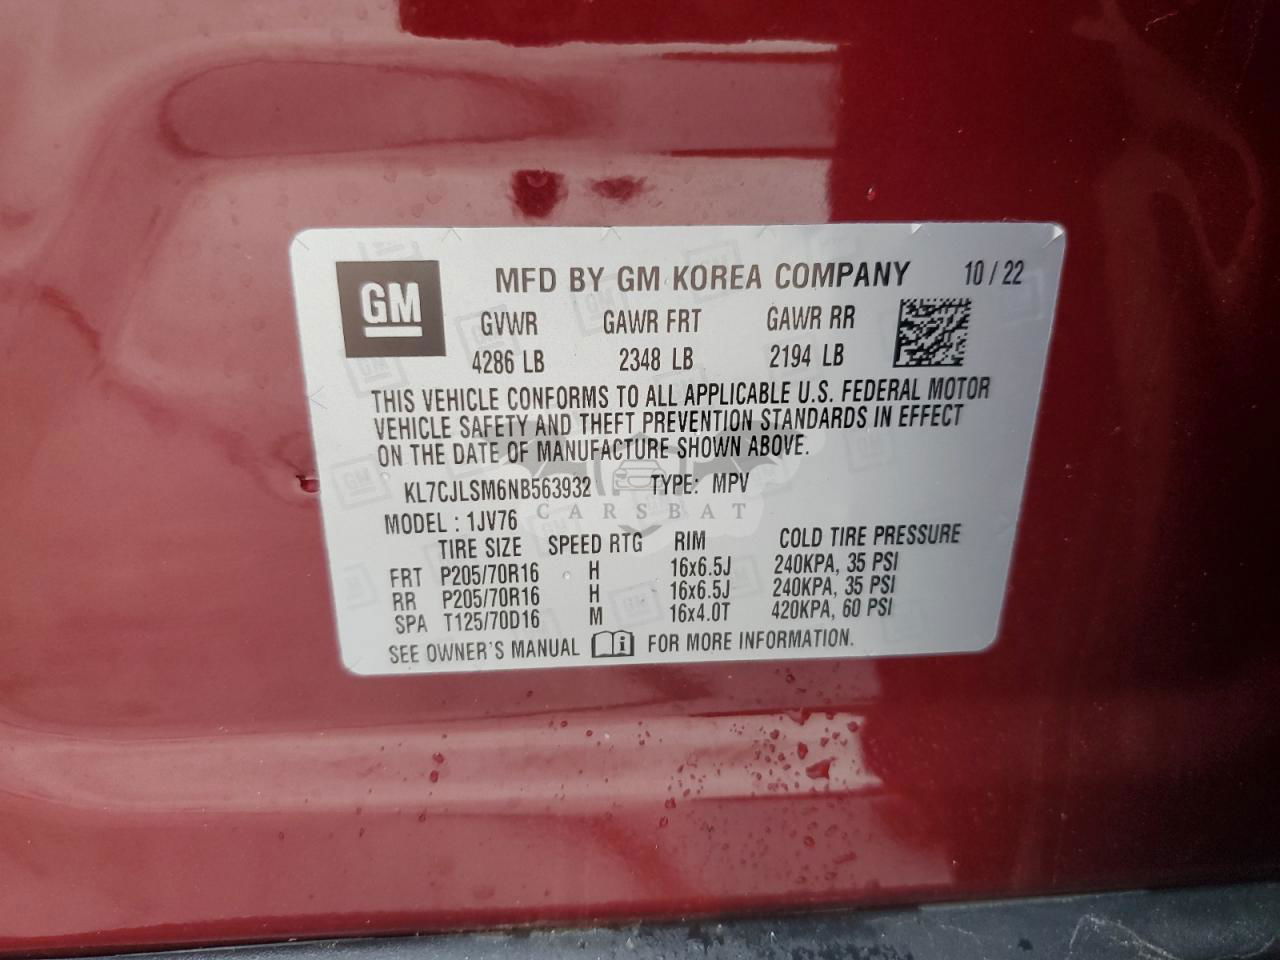 GM
MFD BY GM KOREA COMPANY 10/22
GVWR GAWR FRT GAWR RR
4286 LB 2348 LB 2194 LB
THIS VEHICLE CONFORMS TO ALL APPLICABLE U.S. FEDERAL MOTOR
VEHICLE SAFETY AND THEFT PREVENTION STANDARDS IN EFFECT
ON THE DATE OF MANUFACTURE SHOWN ABOVE.
KL7CJLSM6NB563932 TYPE: MPV
CARSBAT
MODEL : 1JV76
TIRE SIZE SPEED RTG RIM COLD TIRE PRESSURE
FRT P205/70R16 H 16x6.5J 240KPA, 35 PSI
RR P205/70R16 H 16x6.5J 240KPA, 35 PSI
SPA T125/70D16 M 16x4.0T 420KPA, 60 PSI
SEE OWNER'S MANUAL FOR MORE INFORMATION.